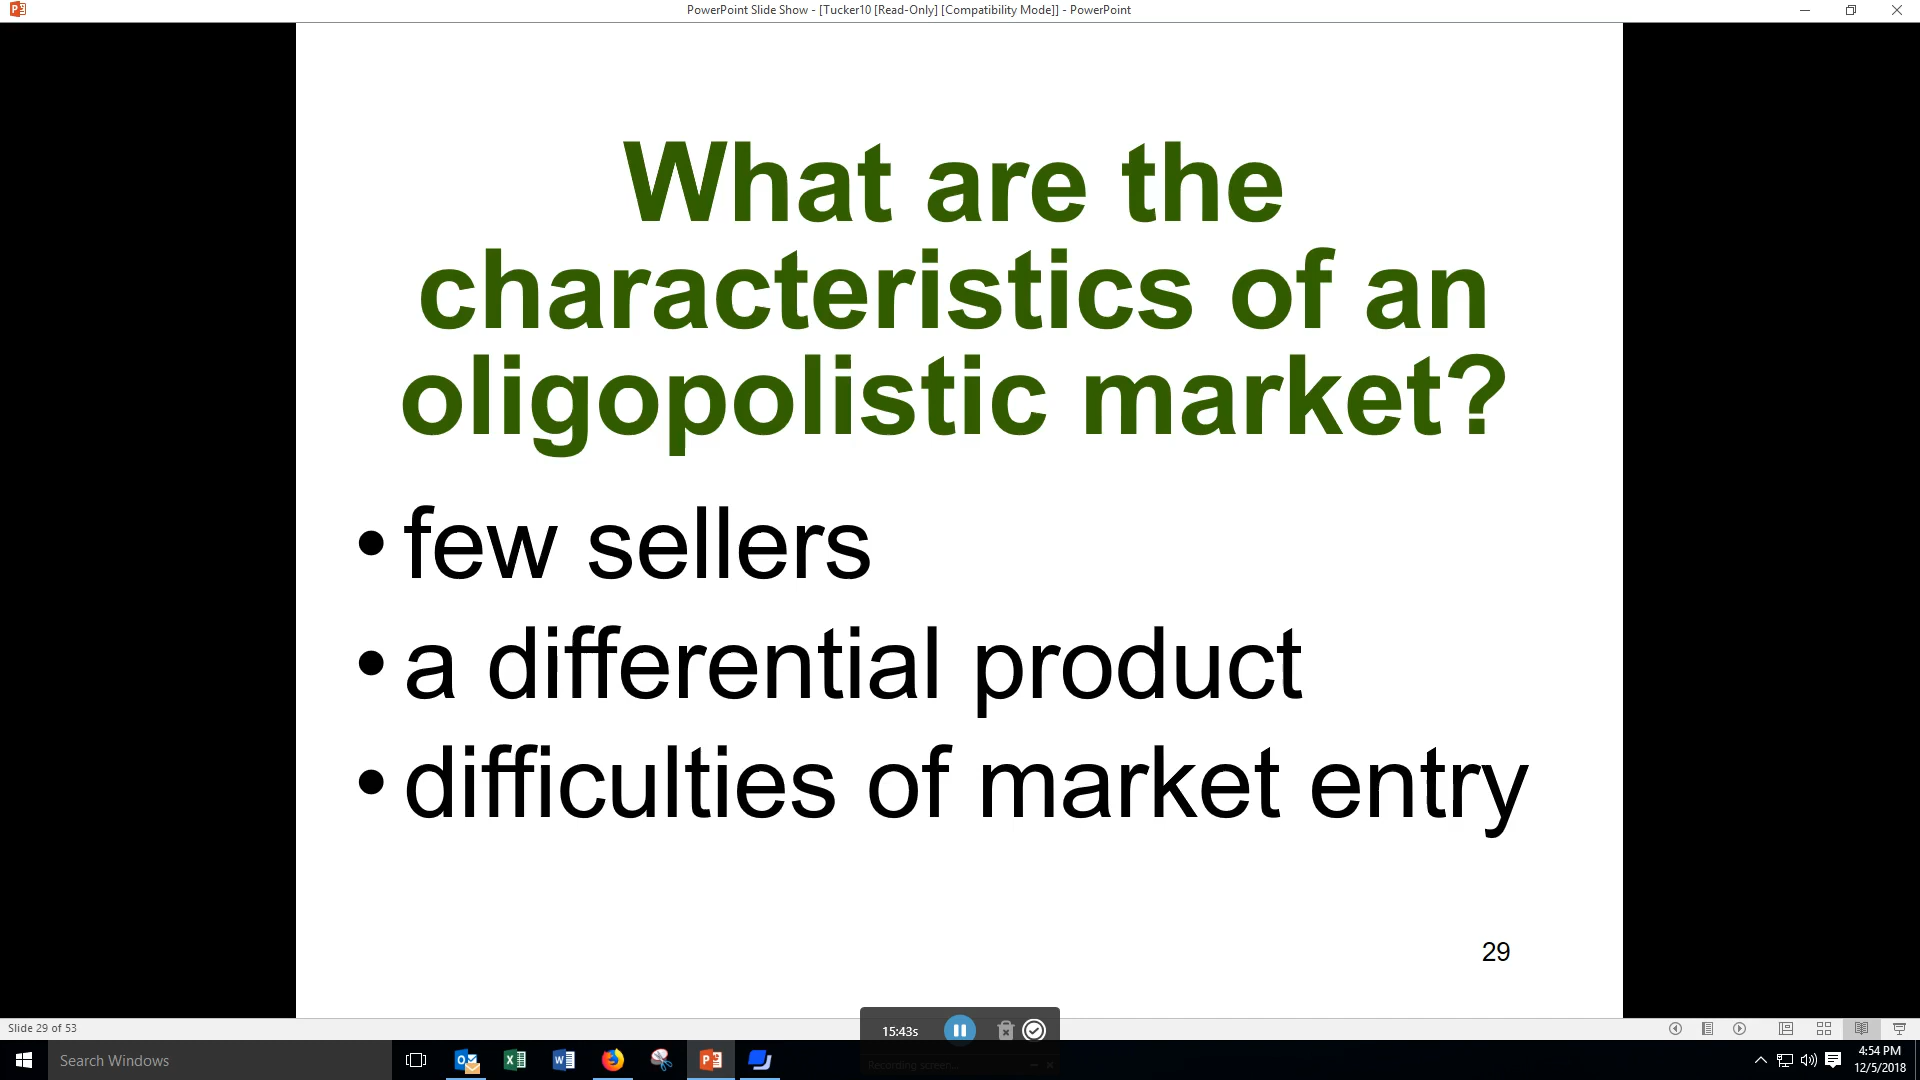 PowerPoint Slide Show - [Tucker10 [Read-Only] [Compatibility Mode]] - PowerPoint
What are the
characteristics of an
oligopolistic market?
• few sellers
• a differential product
• difficulties of market entry
29
Slide 29 of 53
15:43s
Recording screen...
Search Windows
4:54 PM
12/5/2018